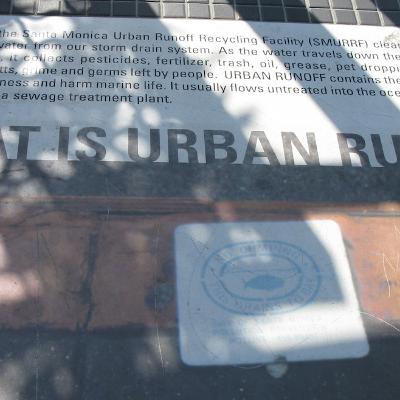 the Santa Monica Urban Runoff Recycling Facility (SMURRF) clean
water from our storm drain system. As the water travels down the
, it collects pesticides, fertilizer, trash, oil, grease, pet droppi
tts, grime and germs left by people. URBAN RUNOFF contains the
ness and harm marine life. It usually flows untreated into the oce
a sewage treatment plant.
AT IS URBAN RU